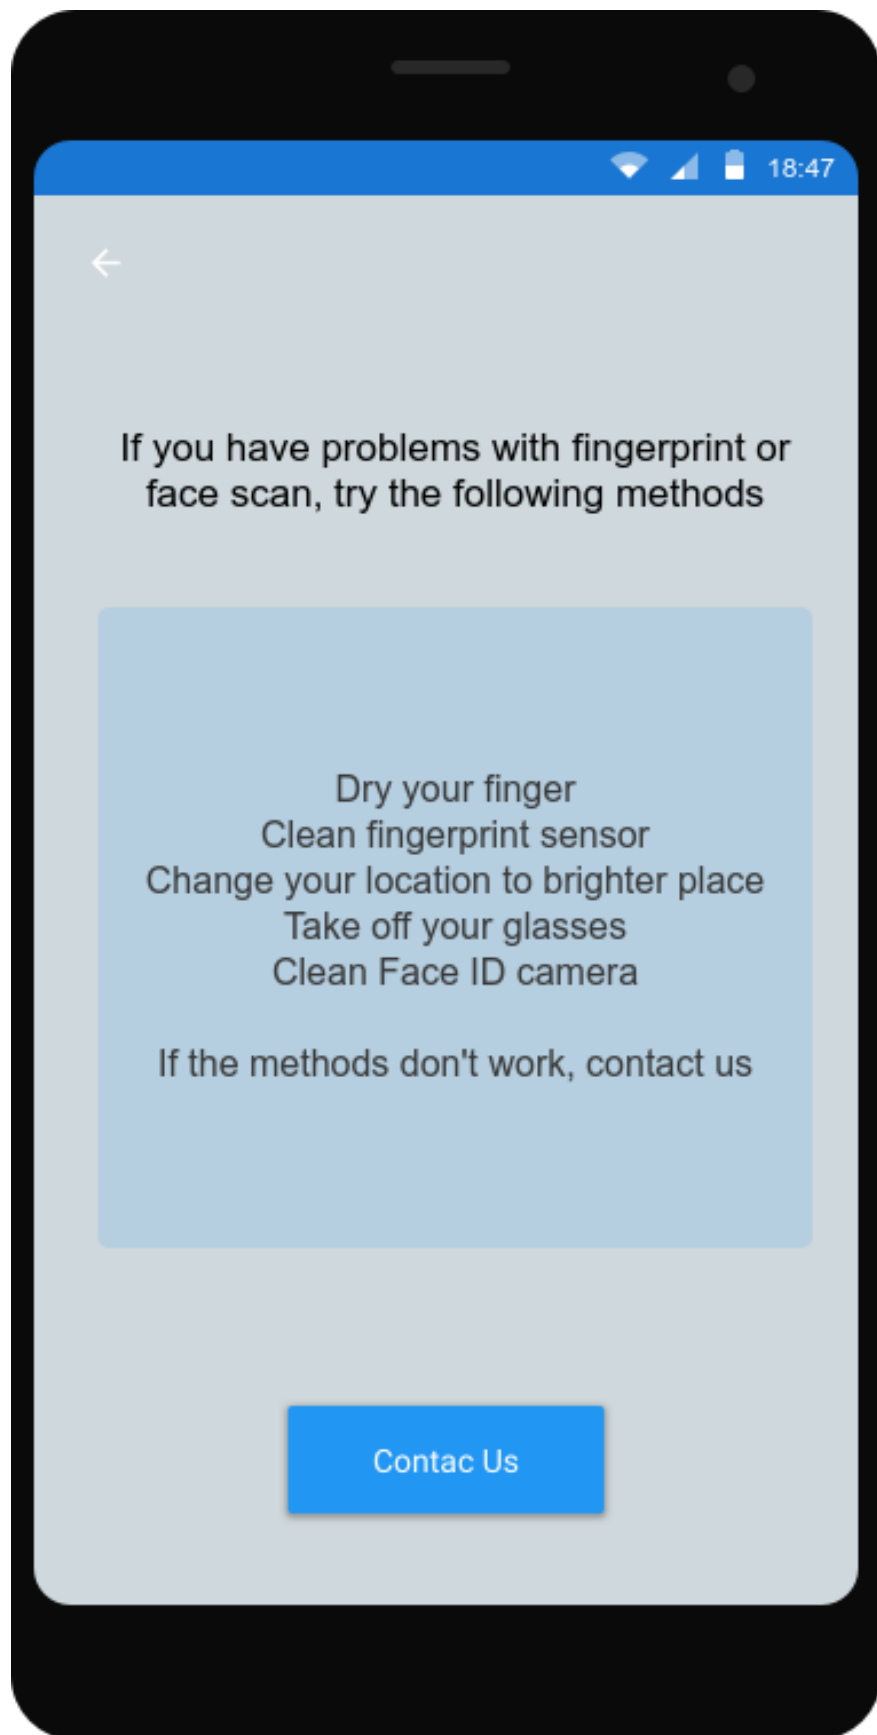 18:47
If you have problems with fingerprint or
face scan, try the following methods
Dry your finger
Clean fingerprint sensor
Change your location to brighter place
Take off your glasses
Clean Face ID camera
If the methods don't work, contact us
Contac Us